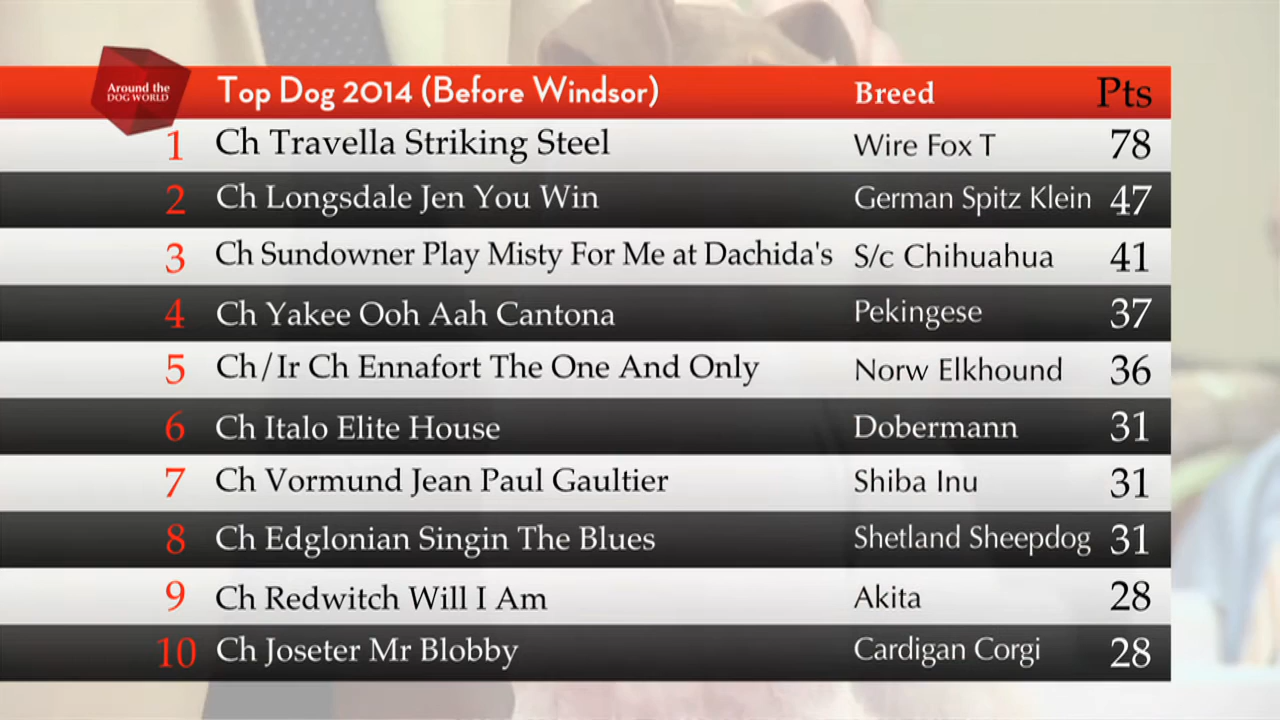 Around the
DOG WORLD
Top Dog 2014 (Before Windsor) Breed Pts
1 Ch Travella Striking Steel Wire Fox T 78
2 Ch Longsdale Jen You Win German Spitz Klein 47
3 Ch Sundowner Play Misty For Me at Dachida's S/c Chihuahua 41
4 Ch Yakee Ooh Aah Cantona Pekingese 37
5 Ch/Ir Ch Ennafort The One And Only Norw Elkhound 36
6 Ch Italo Elite House Dobermann 31
7 Ch Vormund Jean Paul Gaultier Shiba Inu 31
8 Ch Edglonian Singin The Blues Shetland Sheepdog 31
9 Ch Redwitch Will I Am Akita 28
10 Ch Joseter Mr Blobby Cardigan Corgi 28